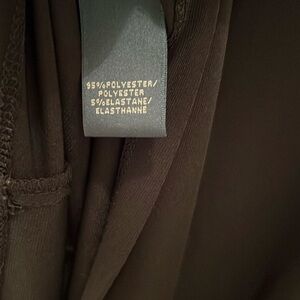 95%POLYESTER/
POLYESTER
5%ELASTANE/
ELASTHANNE